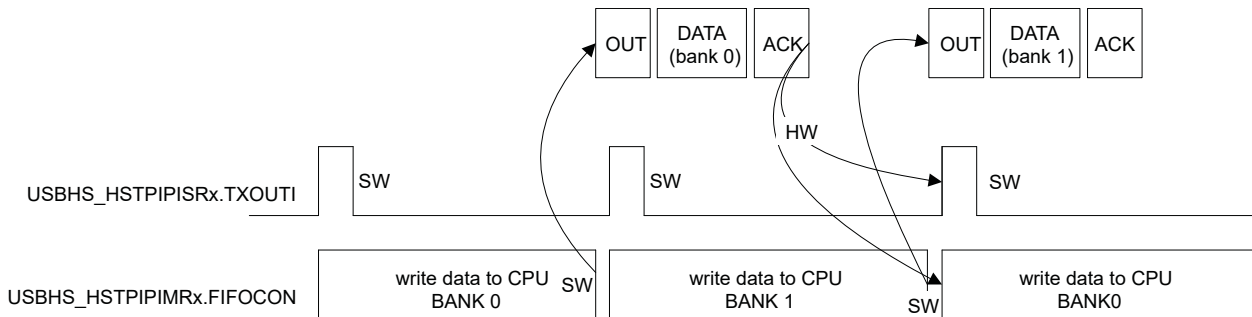 OUT
DATA
(bank 0)
ACK
OUT
DATA
(bank 1)
ACK
HW
USBHS_HSTPIPISRx.TXOUTI
SW
SW
SW
USBHS_HSTPIPIMRx.FIFOCON
write data to CPU
BANK 0
SW
write data to CPU
BANK 1
SW
write data to CPU
BANK0